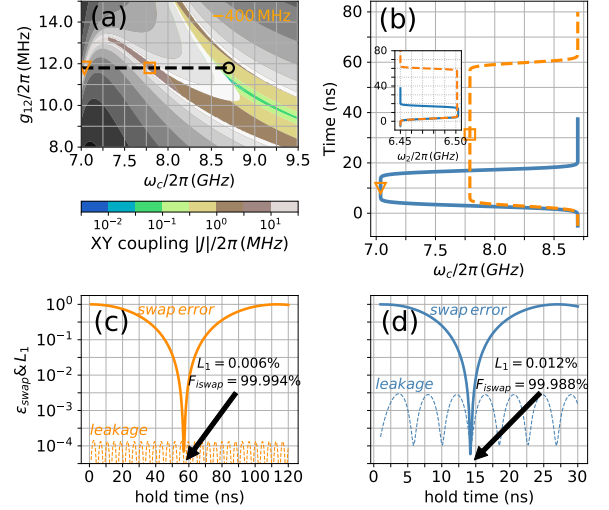 (a)
−400 MHz
g12/2π (MHz)
14.0
12.0
10.0
8.0
7.0 7.5 8.0 8.5 9.0 9.5
ωc/2π (GHz)
10⁻² 10⁻¹ 10⁰ 10¹
XY coupling |J|/2π (MHz)
(b)
Time (ns)
80
60
40
20
0
80
40
0
6.45 6.50
ω2/2π (GHz)
7.0 7.5 8.0 8.5
ωc/2π (GHz)
(c)
swap error
εswap & L1
10⁰
10⁻¹
10⁻²
10⁻³
10⁻⁴
L1 = 0.006%
Fiswap = 99.994%
leakage
0 20 40 60 80 100 120
hold time (ns)
(d)
swap error
L1 = 0.012%
Fiswap = 99.988%
leakage
0 5 10 15 20 25 30
hold time (ns)